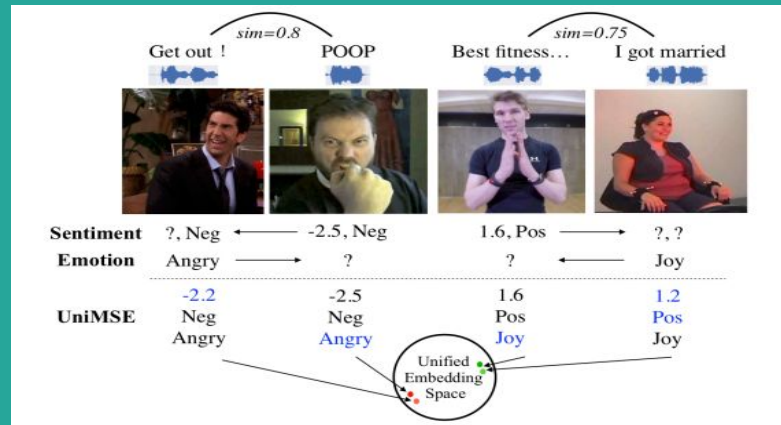 sim=0.8 sim=0.75
Get out ! POOP Best fitness… I got married
Sentiment ?, Neg -2.5, Neg 1.6, Pos ?, ?
Emotion Angry ? ? Joy
-2.2 -2.5 1.6 1.2
UniMSE Neg Neg Pos Pos
Angry Angry Joy Joy
Unified
Embedding
Space